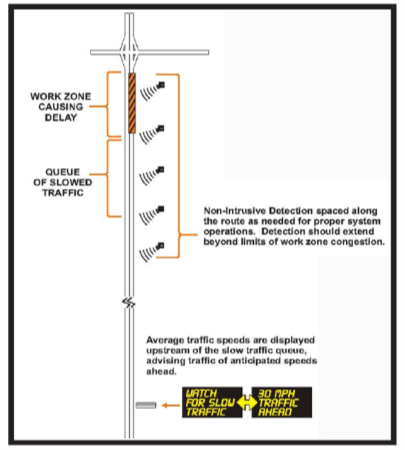 WORK ZONE
CAUSING
DELAY
QUEUE
OF SLOWED
TRAFFIC
Non-Intrusive Detection spaced along
the route as needed for proper system
operations. Detection should extend
beyond limits of work zone congestion.
Average traffic speeds are displayed
upstream of the slow traffic queue,
advising traffic of anticipated speeds
ahead.
WATCH
FOR SLOW
TRAFFIC
30 MPH
TRAFFIC
AHEAD